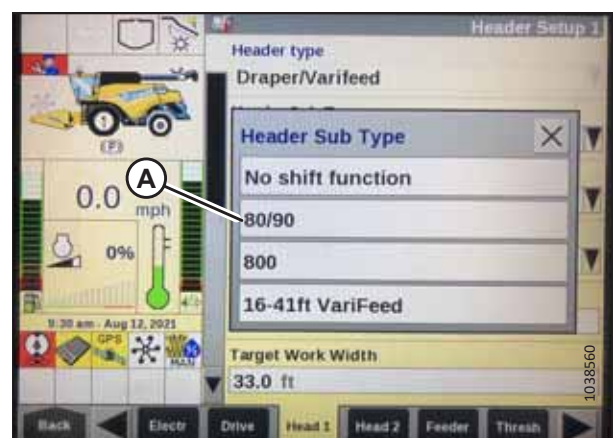 Header Setup 1
Header type
Draper/Varifeed
Header Sub Type
No shift function
80/90
800
16-41ft VariFeed
Target Work Width
33.0 ft
A
(P)
1
0.0 mph
0%
9:30 am - Aug 12, 2021
GPS
MULTI
Back
Electr
Drive
Head 1
Head 2
Feeder
Thresh
1038560